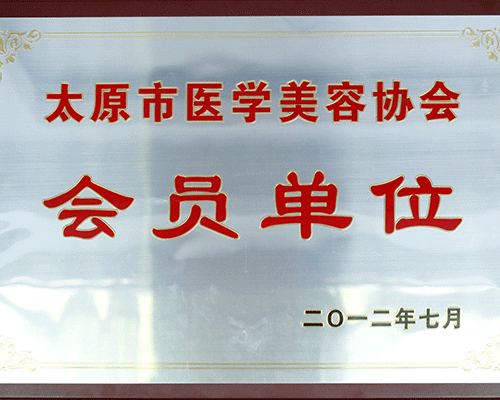 太原市医学美容协会
会员单位
二〇一二年七月